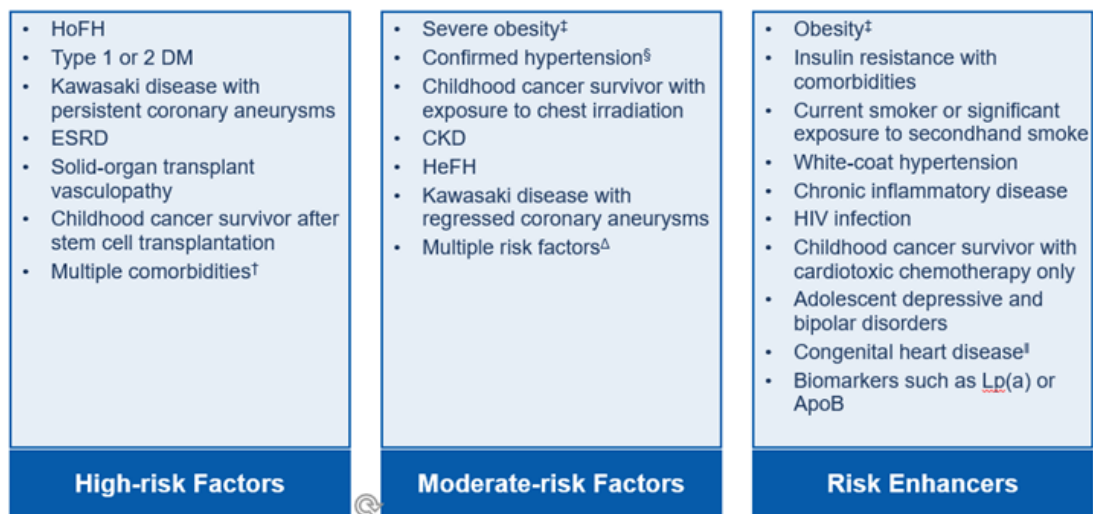 • HoFH
• Type 1 or 2 DM
• Kawasaki disease with
persistent coronary aneurysms
• ESRD
• Solid-organ transplant
vasculopathy
• Childhood cancer survivor after
stem cell transplantation
• Multiple comorbidities†
High-risk Factors
• Severe obesity‡
• Confirmed hypertension§
• Childhood cancer survivor with
exposure to chest irradiation
• CKD
• HeFH
• Kawasaki disease with
regressed coronary aneurysms
• Multiple risk factors∆
Moderate-risk Factors
• Obesity‡
• Insulin resistance with
comorbidities
• Current smoker or significant
exposure to secondhand smoke
• White-coat hypertension
• Chronic inflammatory disease
• HIV infection
• Childhood cancer survivor with
cardiotoxic chemotherapy only
• Adolescent depressive and
bipolar disorders
• Congenital heart disease‖
• Biomarkers such as Lp(a) or
ApoB
Risk Enhancers